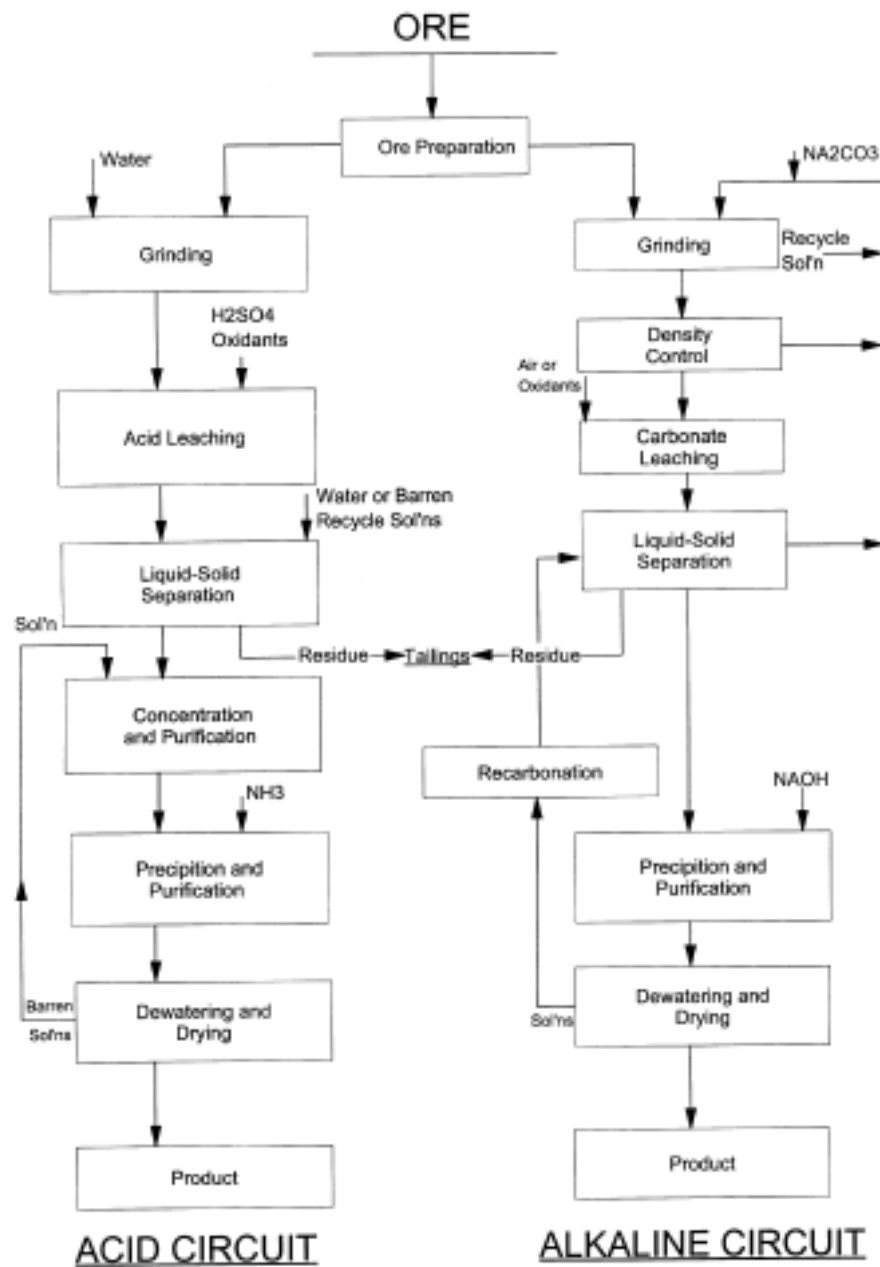 ORE
Ore Preparation
Water
NA2CO3
Grinding
Grinding
Recycle
Sol'n
H2SO4
Oxidants
Density
Control
Air or
Oxidants
Acid Leaching
Carbonate
Leaching
Water or Barren
Recycle Sol'ns
Liquid-Solid
Separation
Liquid-Solid
Separation
Sol'n
Residue
Tailings
Residue
Concentration
and Purification
Recarbonation
NH3
NAOH
Precipition and
Purification
Precipition and
Purification
Barren
Sol'ns
Dewatering and
Drying
Sol'ns
Dewatering and
Drying
Product
Product
ACID CIRCUIT
ALKALINE CIRCUIT